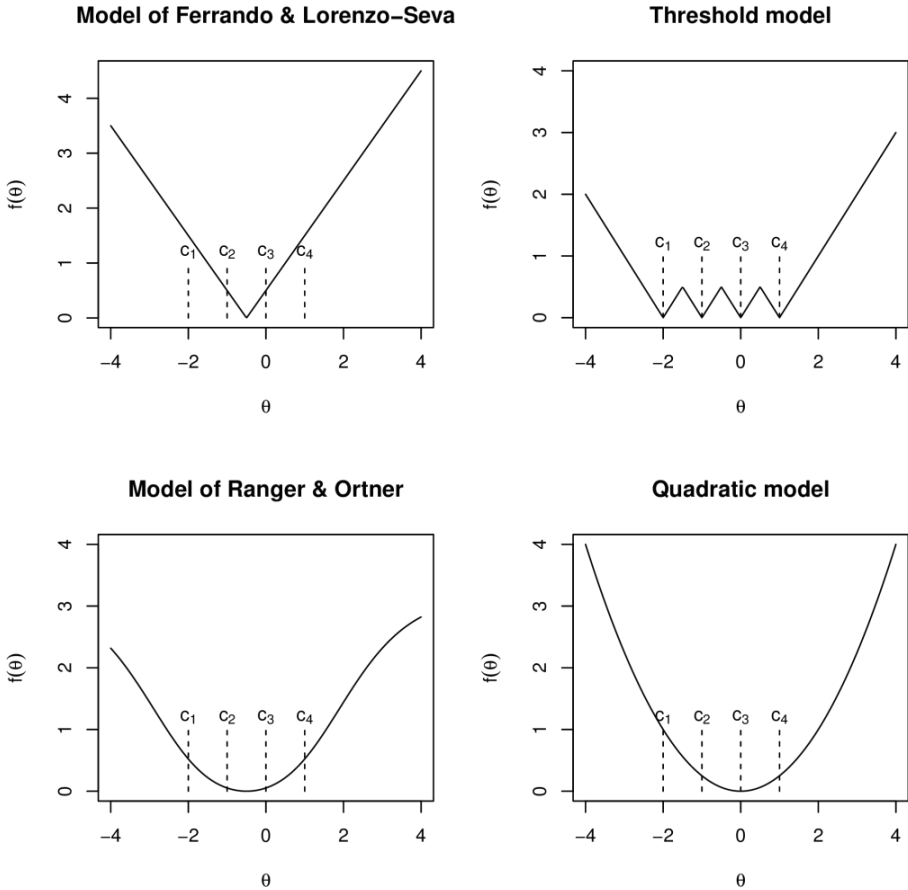 Model of Ferrando & Lorenzo−Seva
f(θ)
4
3
2
1
0
c1 c2 c3 c4
−4 −2 0 2 4
θ
Threshold model
f(θ)
4
3
2
1
0
c1 c2 c3 c4
−4 −2 0 2 4
θ
Model of Ranger & Ortner
f(θ)
4
3
2
1
0
c1 c2 c3 c4
−4 −2 0 2 4
θ
Quadratic model
f(θ)
4
3
2
1
0
c1 c2 c3 c4
−4 −2 0 2 4
θ